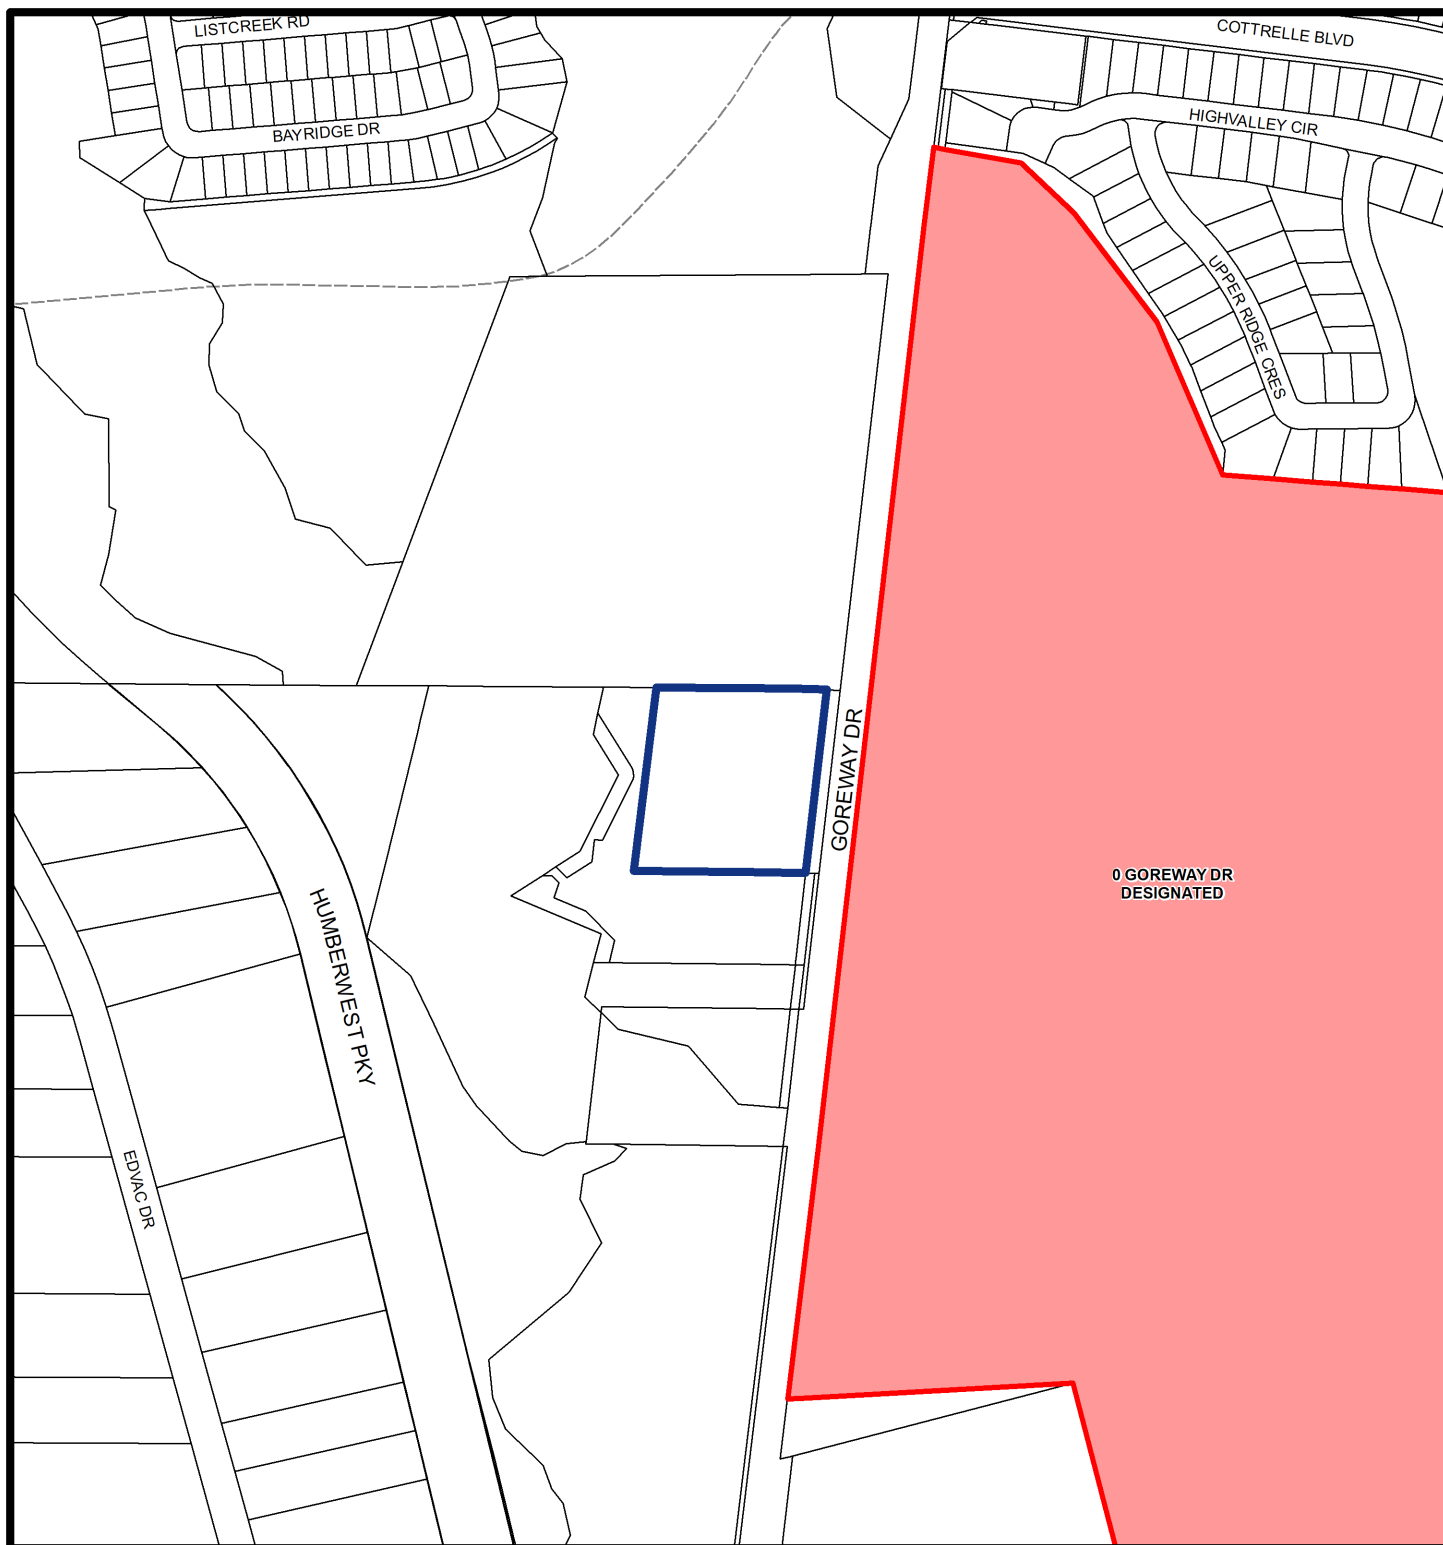 LISTCREEK RD
COTTRELLE BLVD
BAYRIDGE DR
HIGHVALLEY CIR
UPPER RIDGE CRES
GOREWAY DR
0 GOREWAY DR
DESIGNATED
HUMBERWEST PKY
EDVAC DR